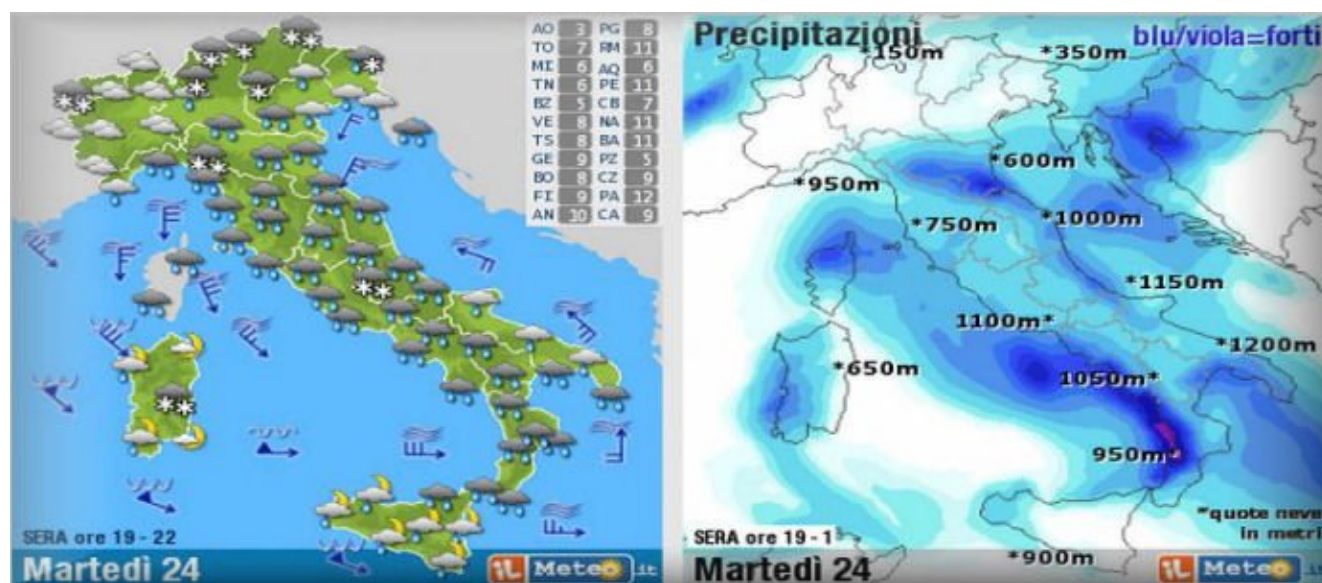 AO 3 PG 8
TO 7 RM 11
MI 6 AQ 6
TN 6 PE 11
BZ 5 CB 7
VE 8 NA 11
TS 8 BA 11
GE 9 PZ 5
BO 8 CZ 9
FI 9 PA 12
AN 10 CA 9
SERA ore 19 - 22
Martedì 24
iL Meteo.it
Precipitazioni
blu/viola=forti
*150m
*350m
*600m
*950m
*750m
*1000m
*1150m
1100m*
*1200m
*650m
1050m*
950m*
*quote neve
in metri
SERA ore 19 - 1
*900m
Martedì 24
iL Meteo.it